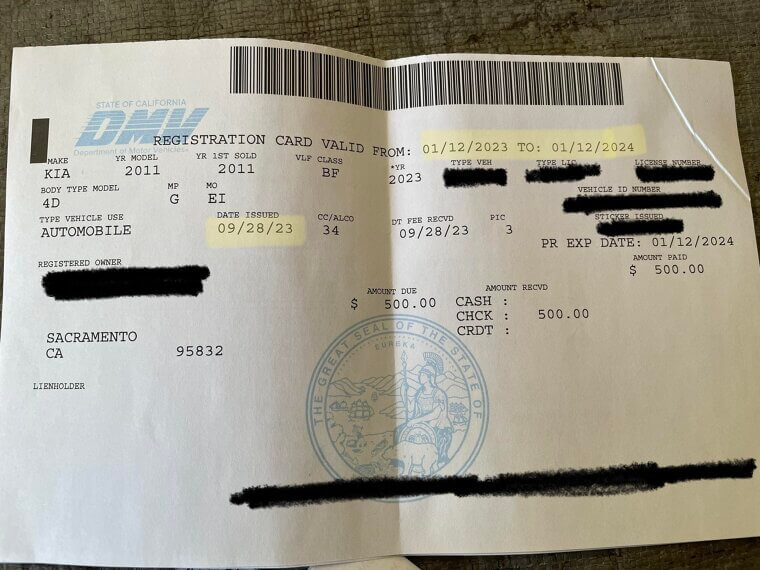 STATE OF CALIFORNIA
DMV
Department of Motor Vehicles
REGISTRATION CARD VALID FROM: 01/12/2023 TO: 01/12/2024
MAKE YR MODEL YR 1ST SOLD VLF CLASS *YR TYPE VEH TYPE LIC LICENSE NUMBER
KIA 2011 2011 BF 2023
BODY TYPE MODEL MP MO VEHICLE ID NUMBER
4D G EI
TYPE VEHICLE USE DATE ISSUED CC/ALCO DT FEE RECVD PIC STICKER ISSUED
AUTOMOBILE 09/28/23 34 09/28/23 3
PR EXP DATE: 01/12/2024
REGISTERED OWNER AMOUNT PAID
$ 500.00
AMOUNT DUE AMOUNT RECVD
$ 500.00 CASH :
CHCK : 500.00
CRDT :
SACRAMENTO
CA 95832
LIENHOLDER
THE GREAT SEAL OF THE STATE OF
EUREKA